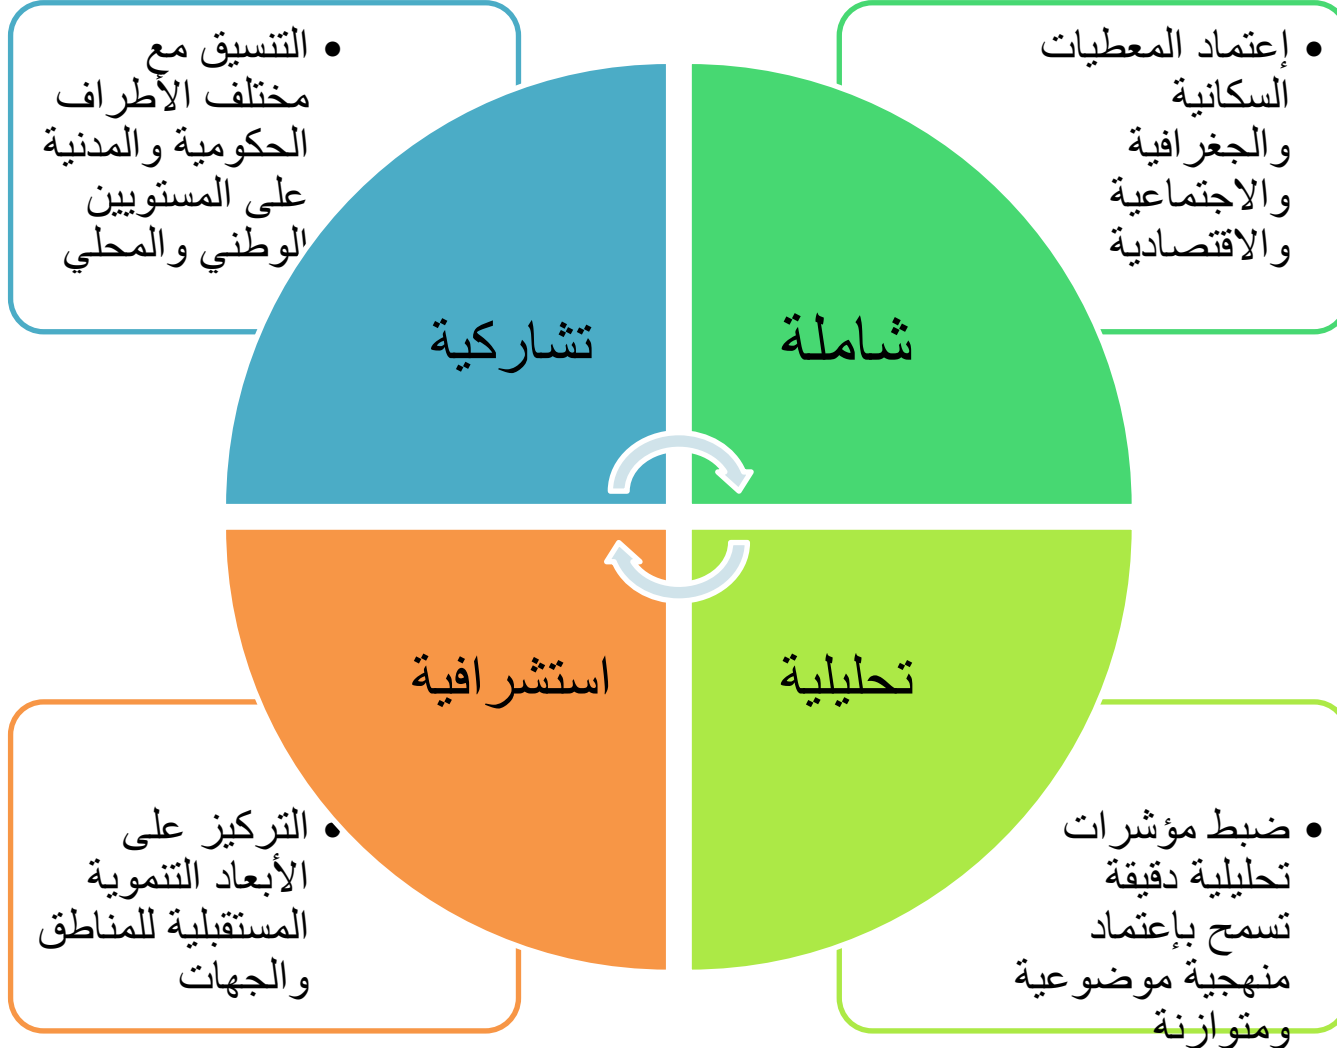 • إعتماد المعطيات
السكانية
والجغرافية
والاجتماعية
والاقتصادية
• التنسيق مع
مختلف الأطراف
الحكومية والمدنية
على المستويين
الوطني والمحلي
شاملة
تشاركية
تحليلية
استشرافية
• ضبط مؤشرات
تحليلية دقيقة
تسمح بإعتماد
منهجية موضوعية
ومتوازنة
• التركيز على
الأبعاد التنموية
المستقبلية للمناطق
والجهات